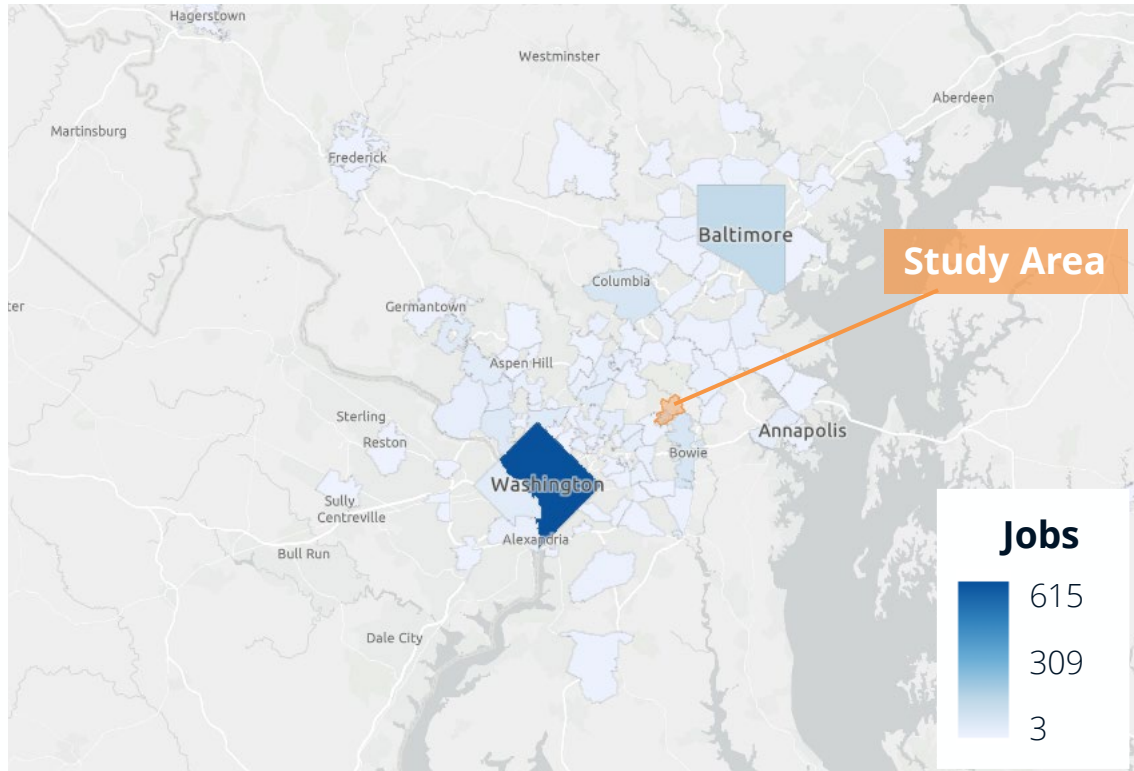 Hagerstown
Westminster
Aberdeen
Martinsburg
Frederick
Baltimore
Study Area
Columbia
Germantown
ter
Aspen Hill
Sterling
Reston
Annapolis
Bowie
Washington
Sully
Centreville
Alexandria
Bull Run
Dale City
Jobs
615
309
3